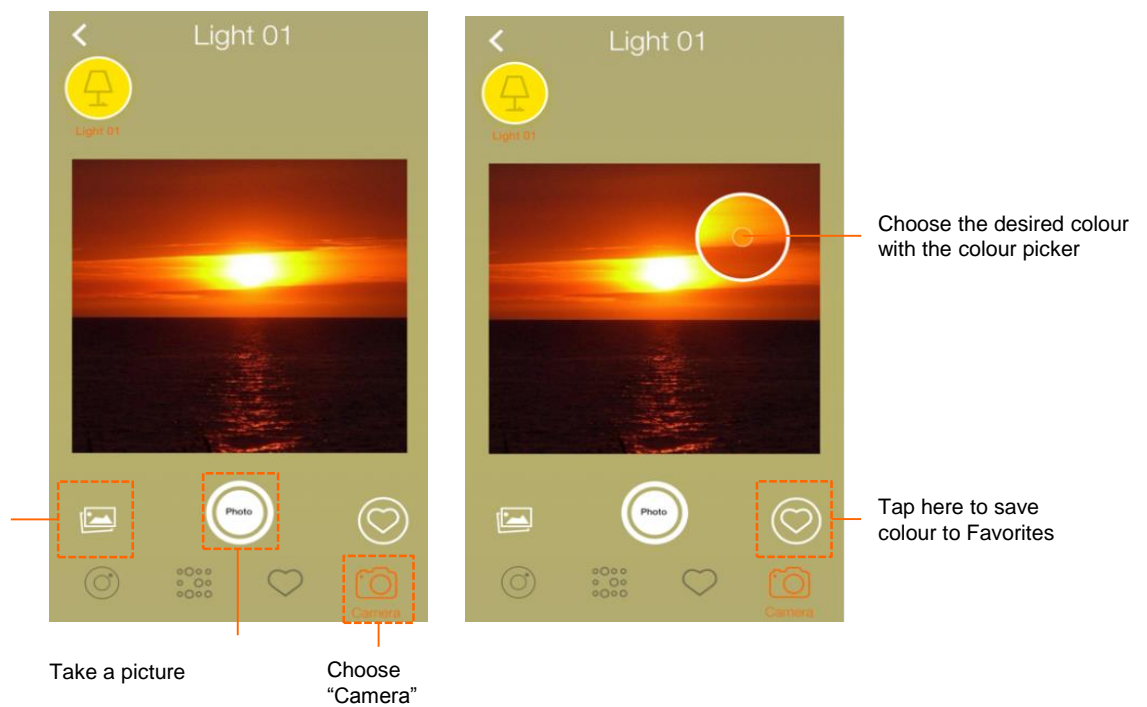 Light 01
Light 01
Photo
Camera
Take a picture
Choose
“Camera”
Light 01
Light 01
Photo
Camera
Choose the desired colour
with the colour picker
Tap here to save
colour to Favorites